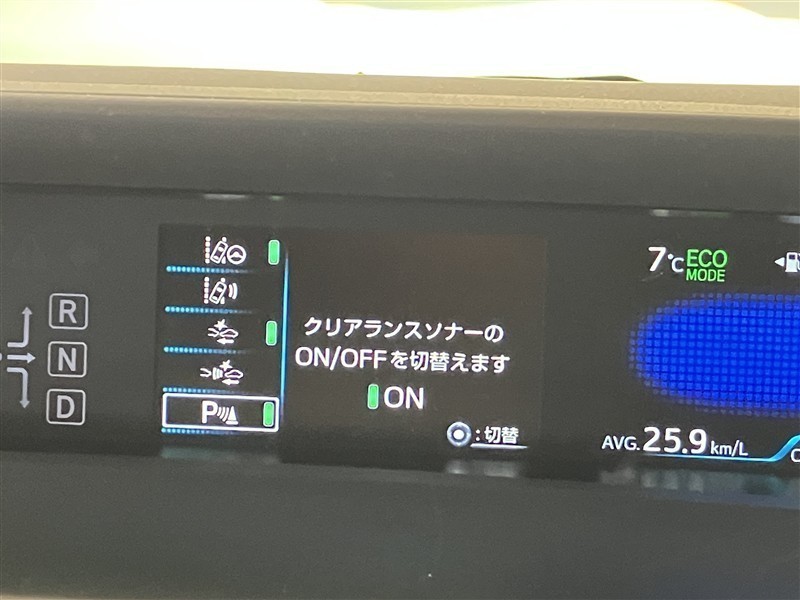 R
N
D
P
クリアランスソナーの
ON/OFFを切替えます
ON
:切替
7℃ ECO
MODE
AVG. 25.9 km/L